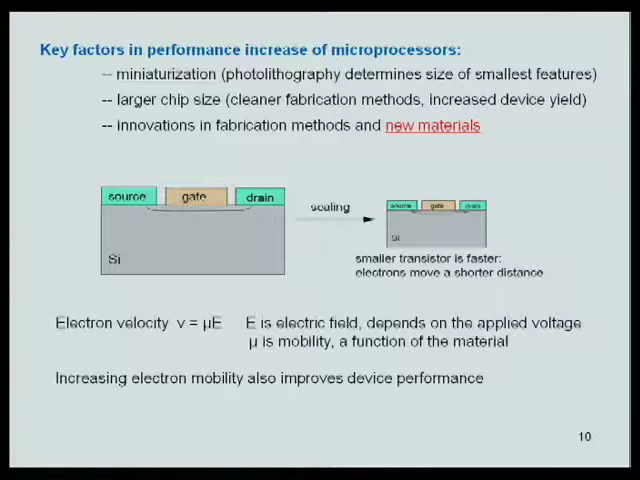 Key factors in performance increase of microprocessors:
-- miniaturization (photolithography determines size of smallest features)
-- larger chip size (cleaner fabrication methods, increased device yield)
-- innovations in fabrication methods and new materials
source gate drain
scaling
source gate drain
Si
Si
smaller transistor is faster:
electrons move a shorter distance
Electron velocity v = µE E is electric field, depends on the applied voltage
µ is mobility, a function of the material
Increasing electron mobility also improves device performance
10